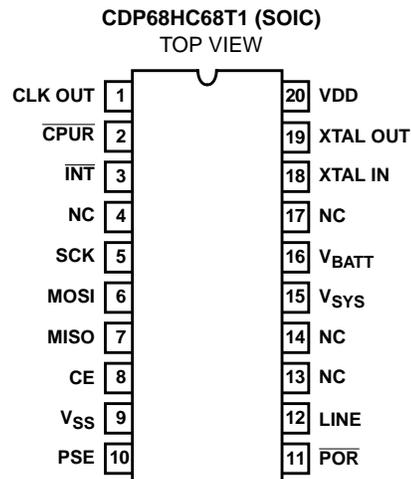 CDP68HC68T1 (SOIC)
TOP VIEW
CLK OUT 1 20 VDD
CPUR 2 19 XTAL OUT
INT 3 18 XTAL IN
NC 4 17 NC
SCK 5 16 VBATT
MOSI 6 15 VSYS
MISO 7 14 NC
CE 8 13 NC
VSS 9 12 LINE
PSE 10 11 POR